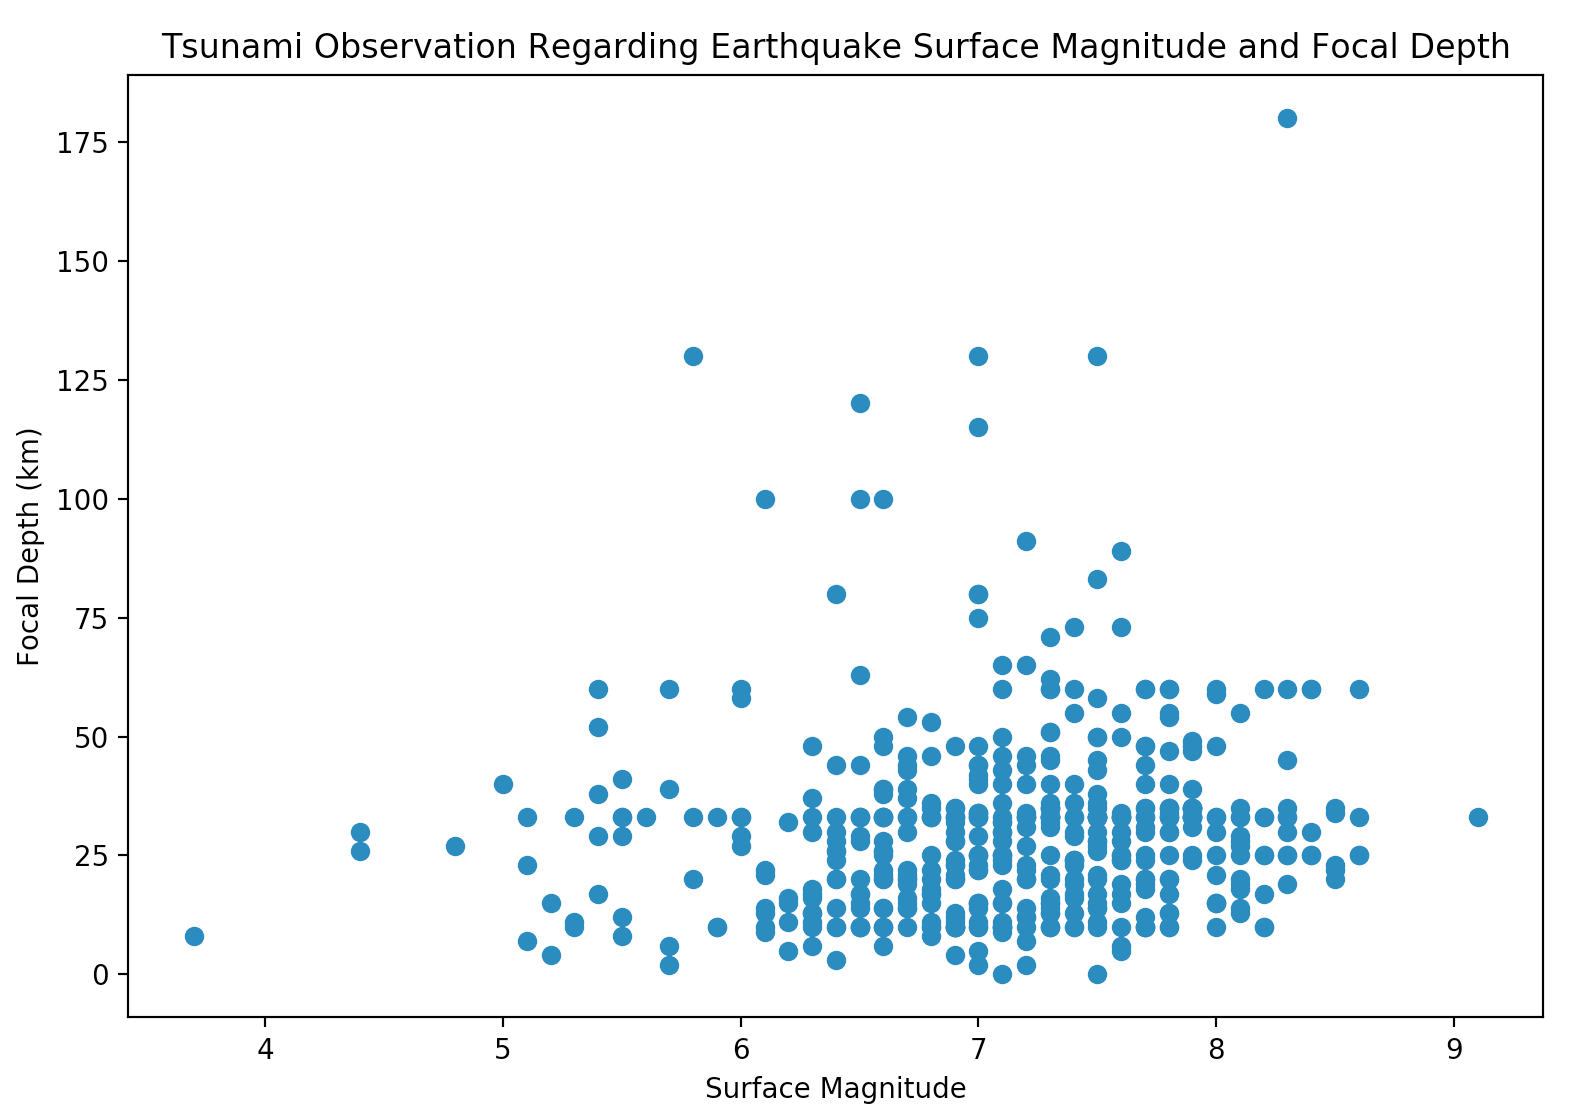 Tsunami Observation Regarding Earthquake Surface Magnitude and Focal Depth
175
150
125
100
75
50
25
0
Focal Depth (km)
4 5 6 7 8 9
Surface Magnitude